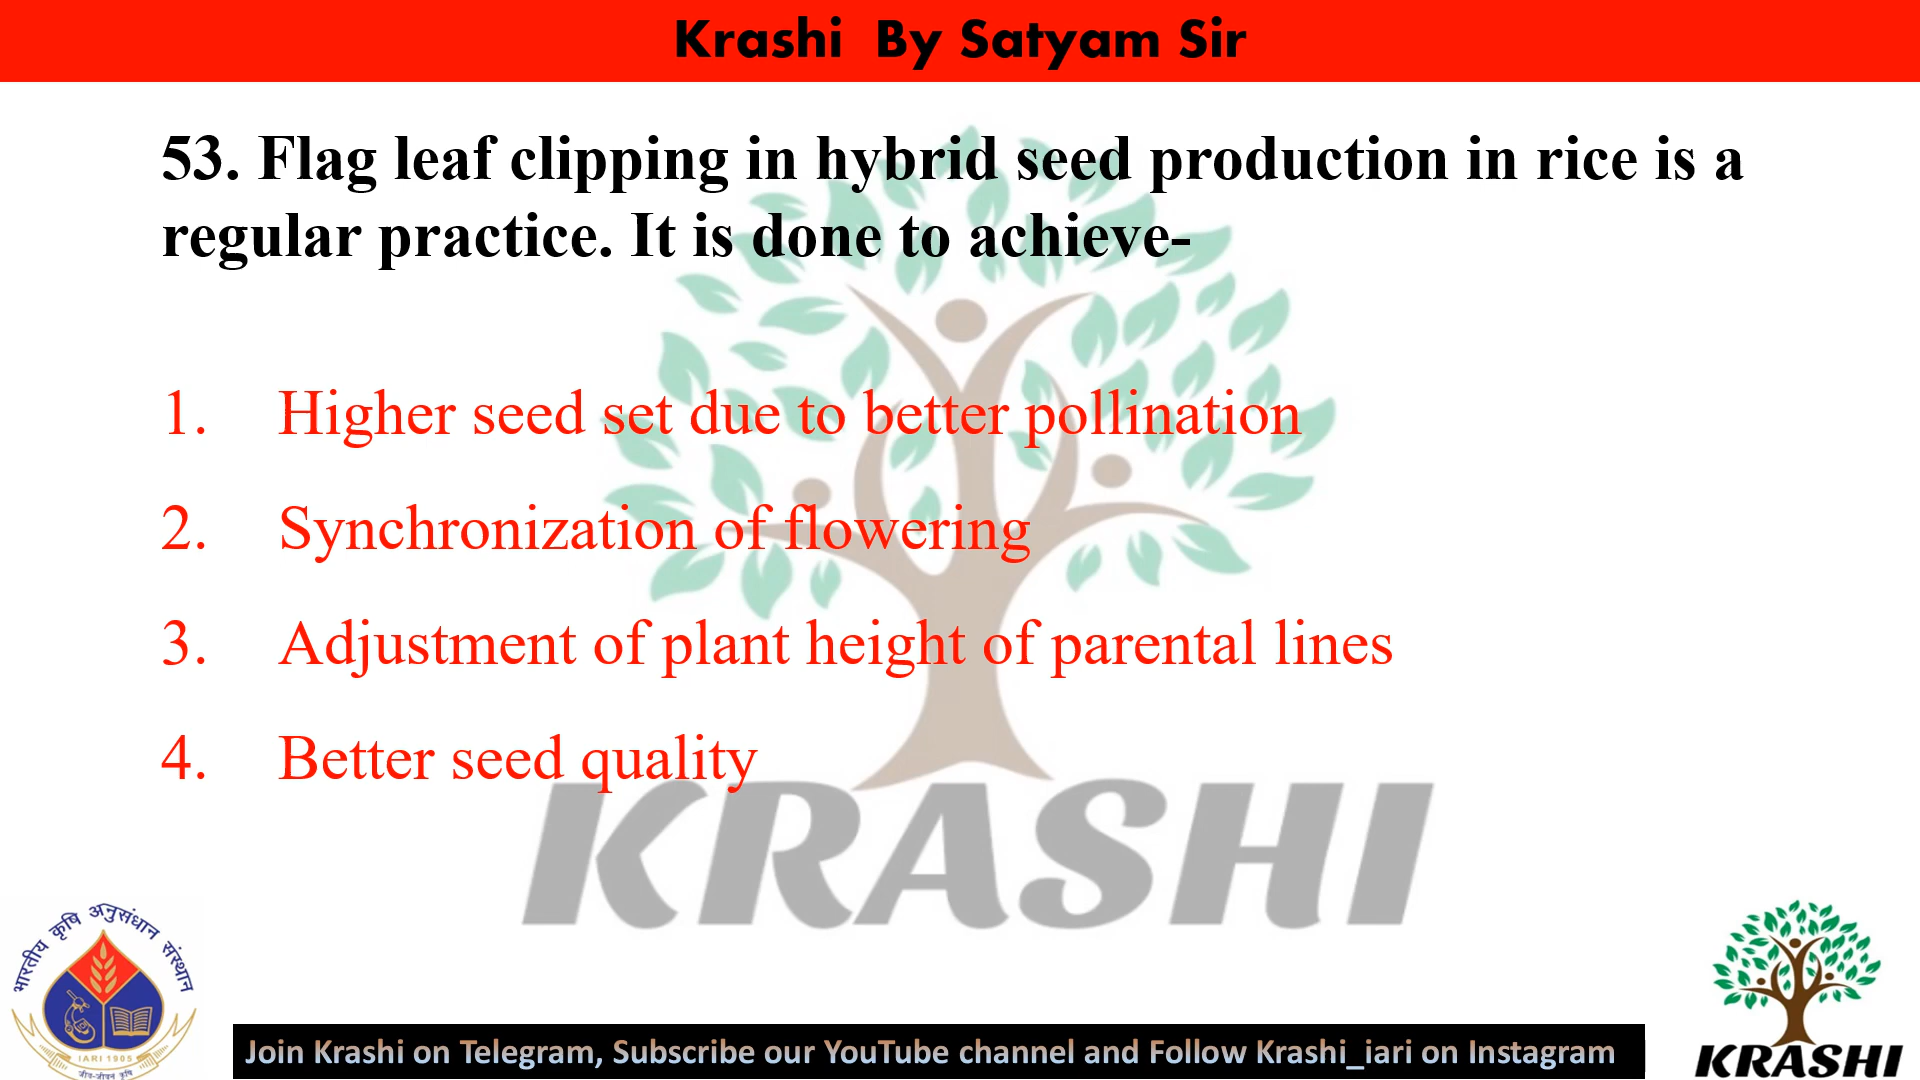 Krashi By Satyam Sir
53. Flag leaf clipping in hybrid seed production in rice is a
regular practice. It is done to achieve-
1. Higher seed set due to better pollination
2. Synchronization of flowering
3. Adjustment of plant height of parental lines
4. Better seed quality
KRASHI
भारतीय कृषि अनुसंधान संस्थान
IARI 1905
Join Krashi on Telegram, Subscribe our YouTube channel and Follow Krashi_iari on Instagram
KRASHI